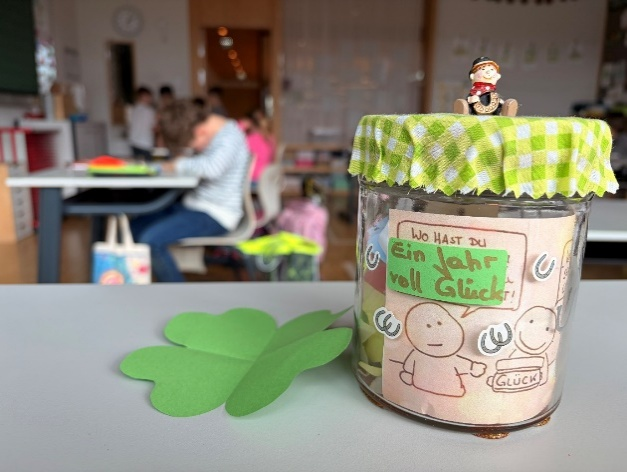 WO HAST DU
Ein Jahr
voll Glück
T!
GLÜCK